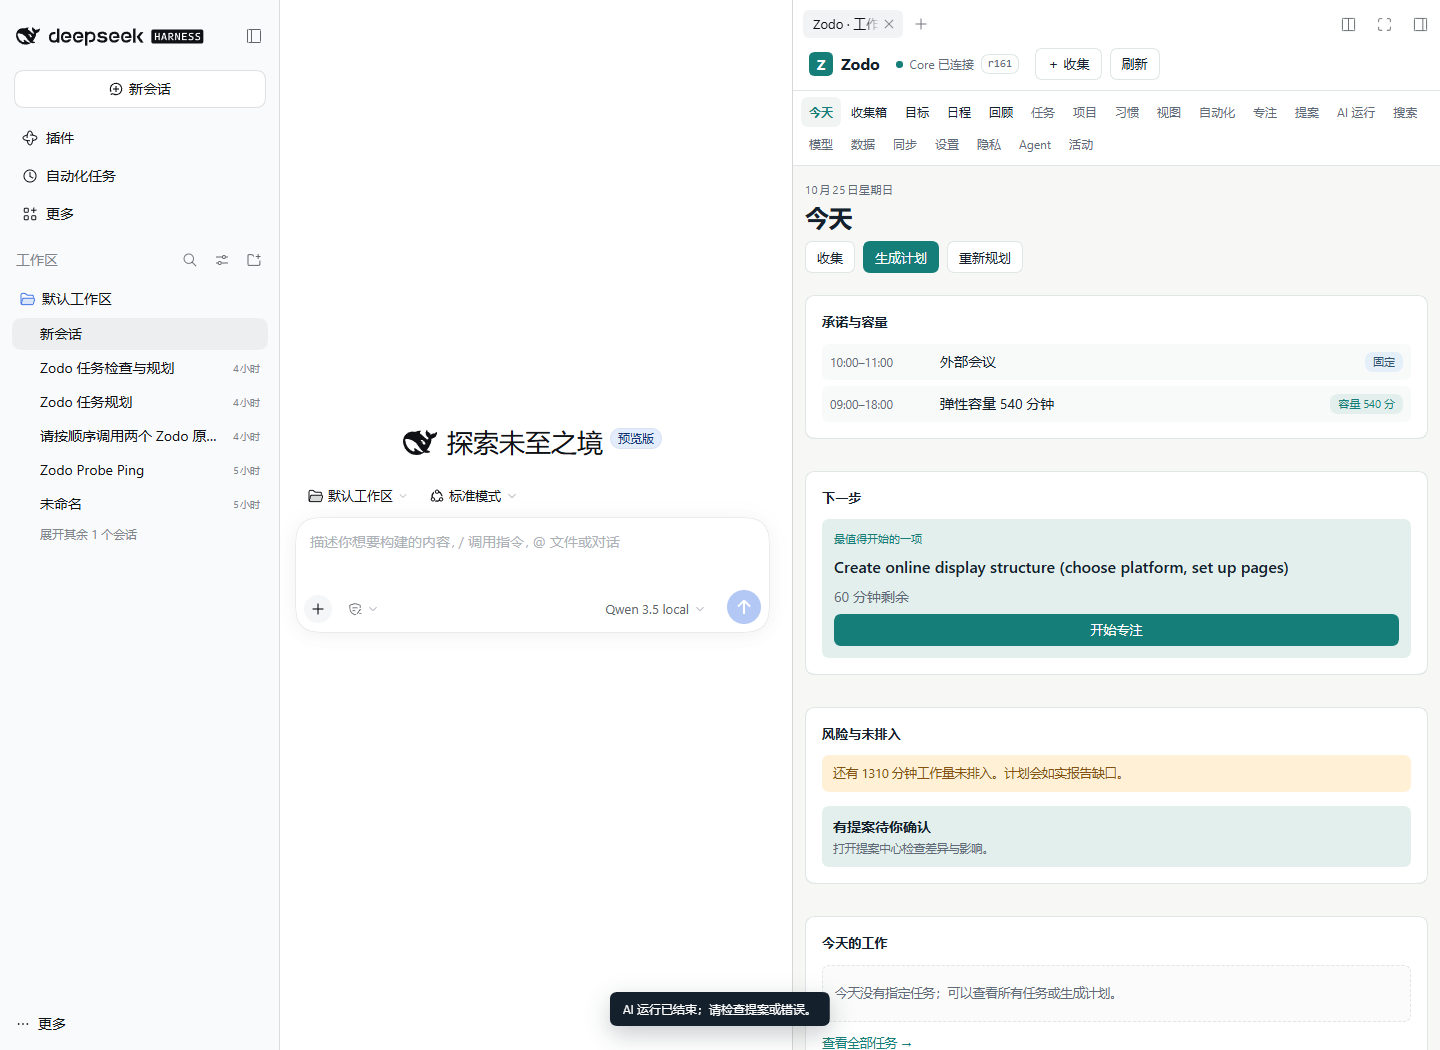 deepseek HARNESS
新会话
插件
自动化任务
更多
工作区
默认工作区
新会话
Zodo 任务检查与规划 4小时
Zodo 任务规划 4小时
请按顺序调用两个 Zodo 原... 4小时
Zodo Probe Ping 5小时
未命名 5小时
展开其余 1 个会话
更多
探索未至之境 预览版
默认工作区 标准模式
描述你想要构建的内容, / 调用指令, @ 文件或对话
Qwen 3.5 local
AI 运行已结束；请检查提案或错误。
Zodo · 工作
Z Zodo Core 已连接 r161 + 收集 刷新
今天 收集箱 目标 日程 回顾 任务 项目 习惯 视图 自动化 专注 提案 AI 运行 搜索
模型 数据 同步 设置 隐私 Agent 活动
10月25日星期日
今天
收集 生成计划 重新规划
承诺与容量
10:00–11:00 外部会议 固定
09:00–18:00 弹性容量 540 分钟 容量 540 分
下一步
最值得开始的一项
Create online display structure (choose platform, set up pages)
60 分钟剩余
开始专注
风险与未排入
还有 1310 分钟工作量未排入。计划会如实报告缺口。
有提案待你确认
打开提案中心检查差异与影响。
今天的工作
今天没有指定任务；可以查看所有任务或生成计划。
查看全部任务 →